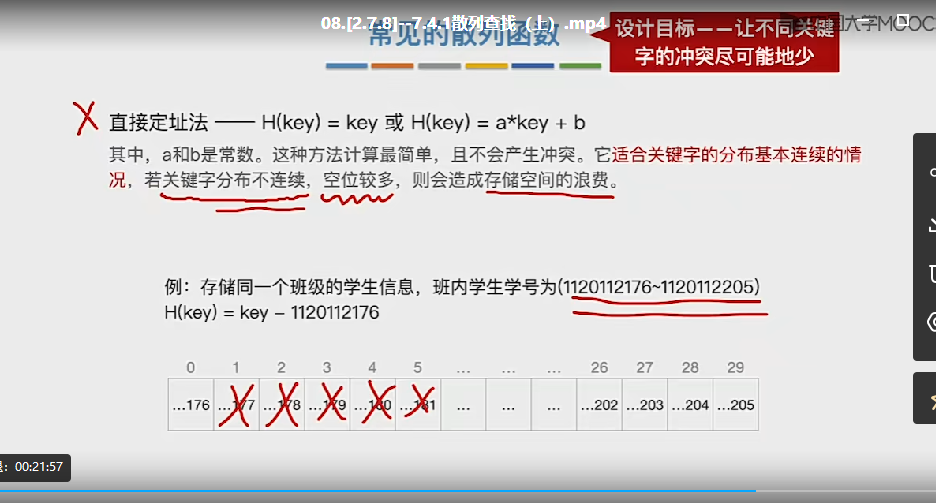 08.[2.7.8]--7.4.1散列查找（上）.mp4
常见的散列函数
设计目标——让不同关键
字的冲突尽可能地少
大学MOOC
直接定址法 —— H(key) = key 或 H(key) = a*key + b
其中，a和b是常数。这种方法计算最简单，且不会产生冲突。它适合关键字的分布基本连续的情
况，若关键字分布不连续，空位较多，则会造成存储空间的浪费。
例：存储同一个班级的学生信息，班内学生学号为(1120112176~1120112205)
H(key) = key – 1120112176
0 1 2 3 4 5 ... ... ... 26 27 28 29
...176 ...177 ...178 ...179 ...180 ...181 ... ... ... ...202 ...203 ...204 ...205
: 00:21:57